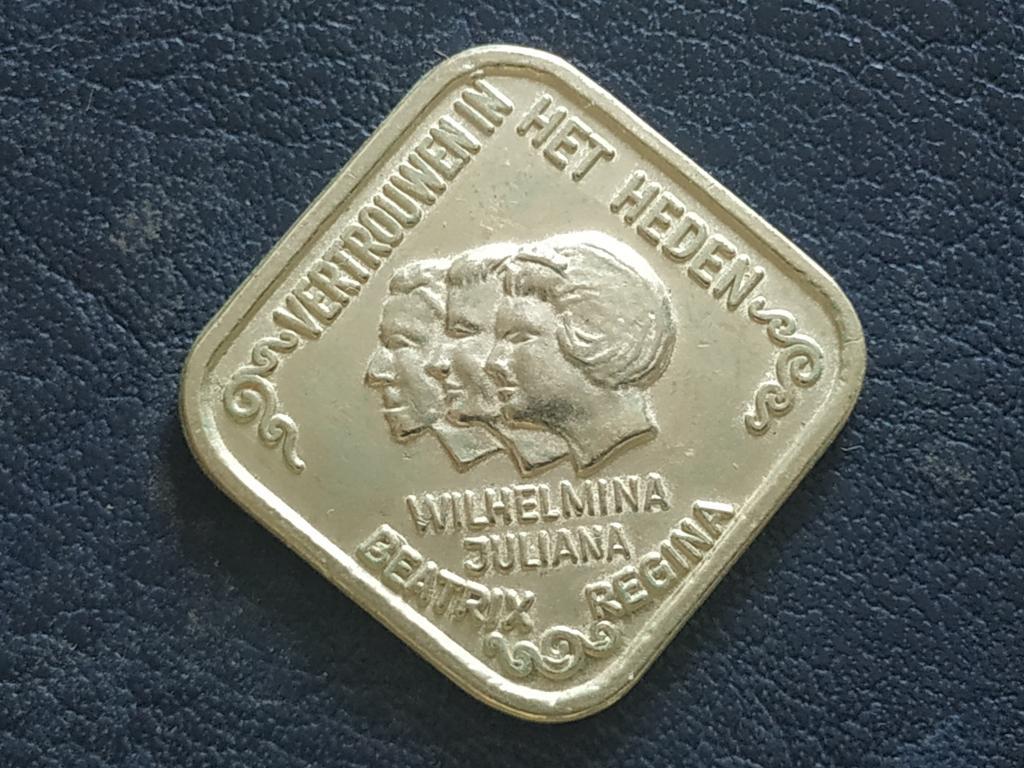 VERTROUWEN IN
HET HEDEN
WILHELMINA
JULIANA
BEATRIX REGINA